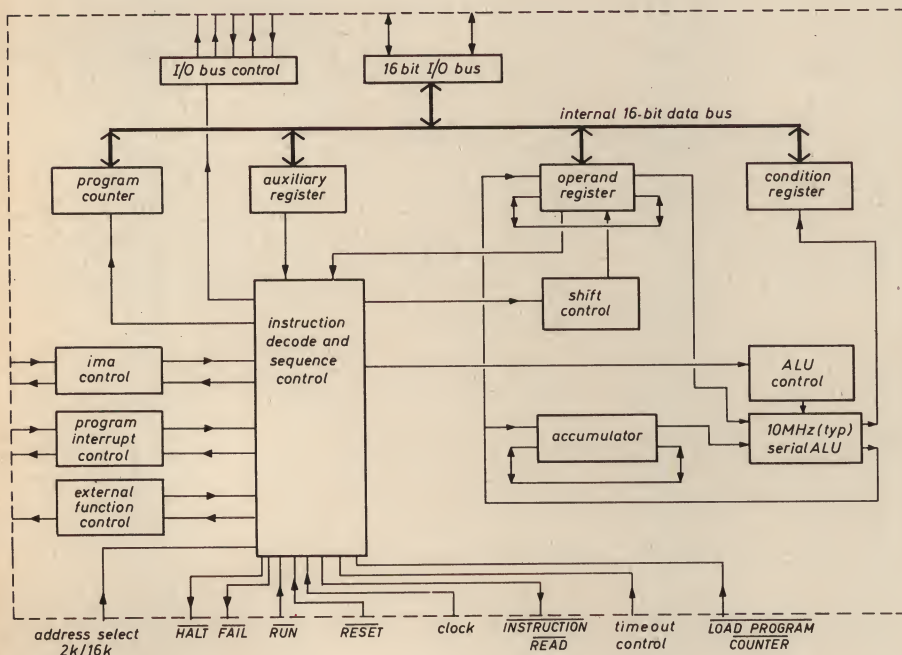 I/O bus control
16 bit I/O bus
internal 16-bit data bus
program
counter
auxiliary
register
operand
register
condition
register
instruction
decode and
sequence
control
shift
control
ima
control
ALU
control
program
interrupt
control
accumulator
10MHz (typ)
serial ALU
external
function
control
address select
2k/16k
HALT
FAIL
RUN
RESET
clock
INSTRUCTION
READ
timeout
control
LOAD PROGRAM
COUNTER